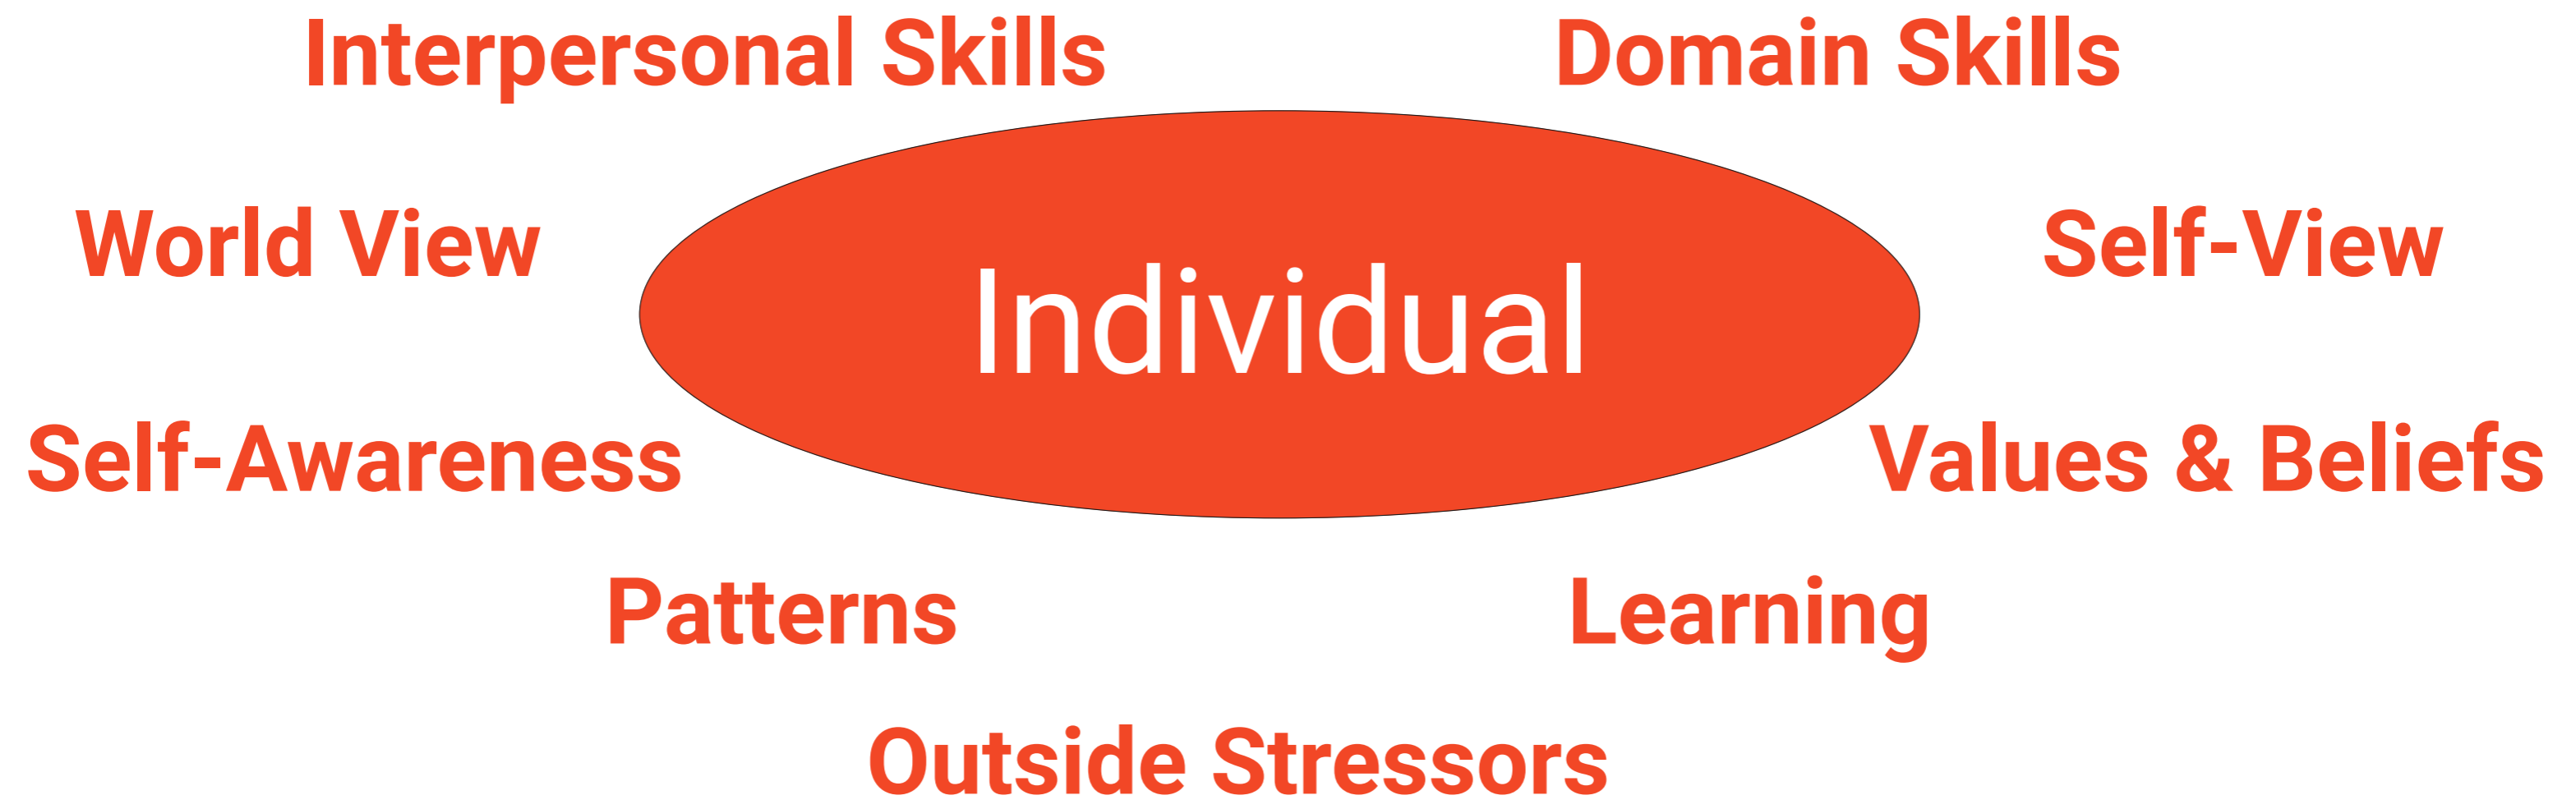 Interpersonal Skills
Domain Skills
World View
Self-View
Individual
Self-Awareness
Values & Beliefs
Patterns
Learning
Outside Stressors